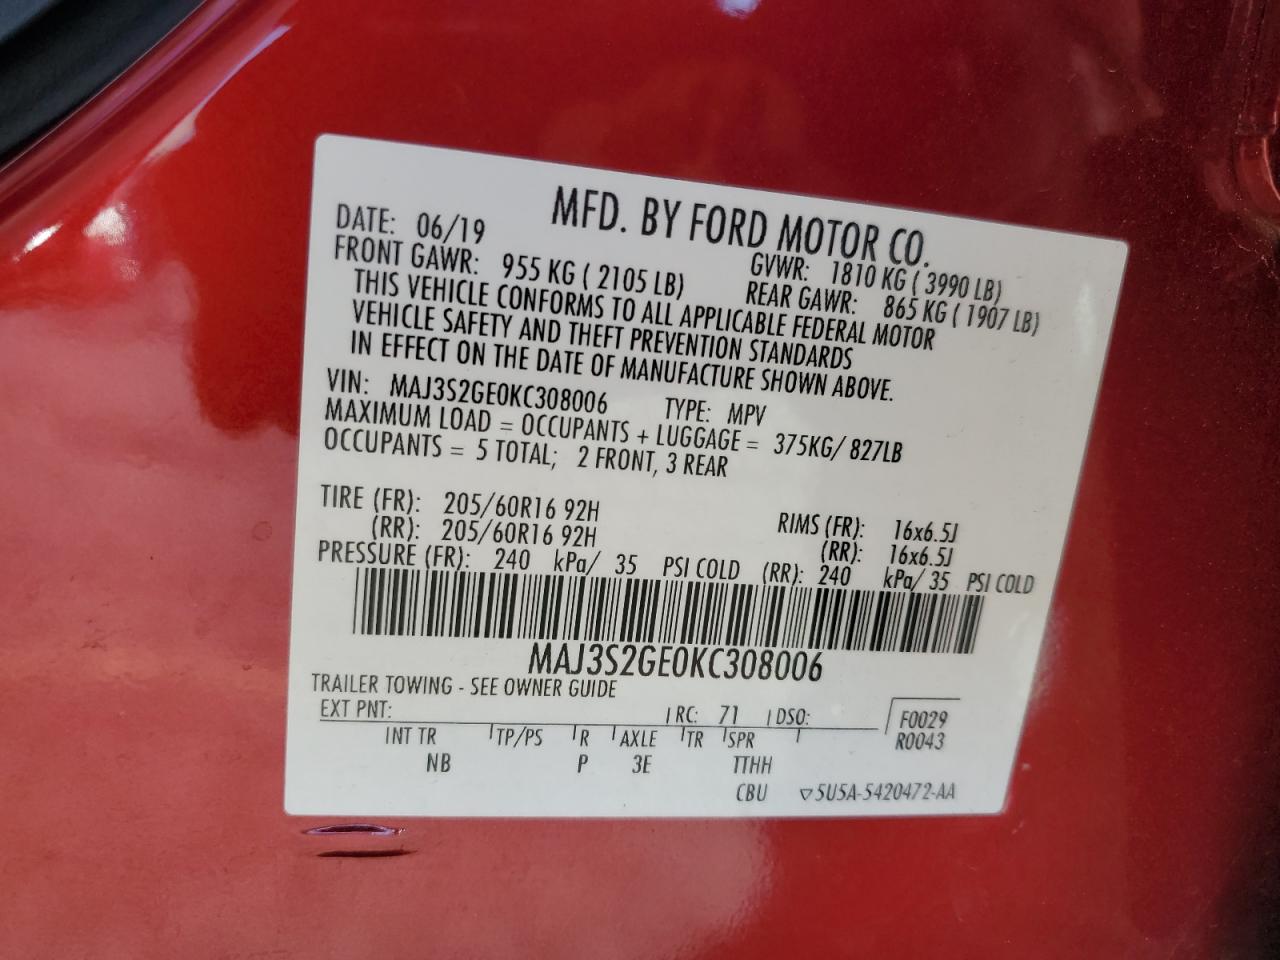 MFD. BY FORD MOTOR CO.
DATE: 06/19 GVWR: 1810 KG ( 3990 LB)
FRONT GAWR: 955 KG ( 2105 LB) REAR GAWR: 865 KG ( 1907 LB)
THIS VEHICLE CONFORMS TO ALL APPLICABLE FEDERAL MOTOR
VEHICLE SAFETY AND THEFT PREVENTION STANDARDS
IN EFFECT ON THE DATE OF MANUFACTURE SHOWN ABOVE.
VIN: MAJ3S2GE0KC308006 TYPE: MPV
MAXIMUM LOAD = OCCUPANTS + LUGGAGE = 375KG/ 827LB
OCCUPANTS = 5 TOTAL; 2 FRONT, 3 REAR
TIRE (FR): 205/60R16 92H RIMS (FR): 16x6.5J
(RR): 205/60R16 92H (RR): 16x6.5J
PRESSURE (FR): 240 kPa/ 35 PSI COLD (RR): 240 kPa/ 35 PSI COLD
MAJ3S2GE0KC308006
TRAILER TOWING - SEE OWNER GUIDE
EXT PNT: RC: 71 DSO: F0029
INT TR TP/PS R AXLE TR SPR R0043
NB P 3E TTHH
CBU ▽5U5A-5420472-AA